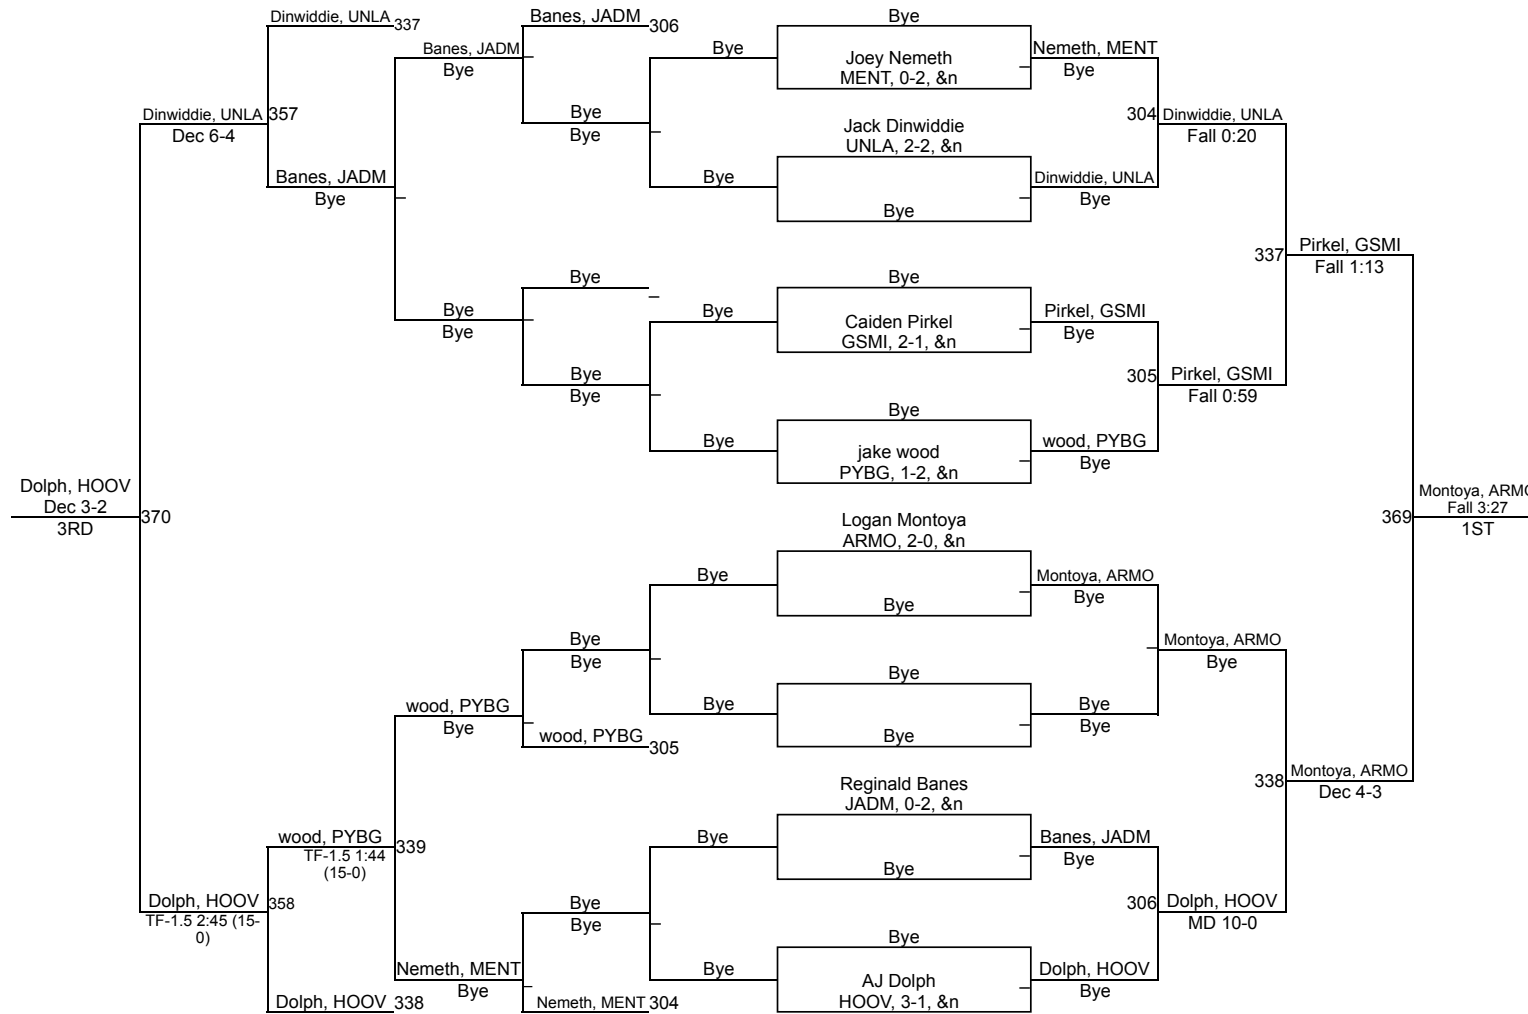 Dinwiddie, UNLA
337
Banes, JADM
306
Bye
Banes, JADM
Bye
Bye
Joey Nemeth
MENT, 0-2, &n
Nemeth, MENT
Bye
Dinwiddie, UNLA
357
Dec 6-4
Bye
Bye
Jack Dinwiddie
UNLA, 2-2, &n
304
Dinwiddie, UNLA
Fall 0:20
Banes, JADM
Bye
Bye
Bye
Dinwiddie, UNLA
Bye
337
Pirkel, GSMI
Fall 1:13
Bye
Bye
Bye
Bye
Bye
Caiden Pirkel
GSMI, 2-1, &n
Pirkel, GSMI
Bye
Bye
Bye
305
Pirkel, GSMI
Fall 0:59
Bye
Bye
jake wood
PYBG, 1-2, &n
wood, PYBG
Bye
Dolph, HOOV
Dec 3-2
3RD
370
Logan Montoya
ARMO, 2-0, &n
369
Montoya, ARMO
Fall 3:27
1ST
Bye
Bye
Montoya, ARMO
Bye
Bye
Bye
Montoya, ARMO
Bye
wood, PYBG
Bye
Bye
Bye
Bye
Bye
Bye
wood, PYBG
305
Reginald Banes
JADM, 0-2, &n
338
Montoya, ARMO
Dec 4-3
wood, PYBG
339
TF-1.5 1:44
(15-0)
Bye
Bye
Banes, JADM
Bye
Dolph, HOOV
358
TF-1.5 2:45 (15-
0)
Bye
Bye
306
Dolph, HOOV
MD 10-0
Nemeth, MENT
Bye
Bye
Bye
AJ Dolph
HOOV, 3-1, &n
Dolph, HOOV
Bye
Dolph, HOOV
338
Nemeth, MENT
304